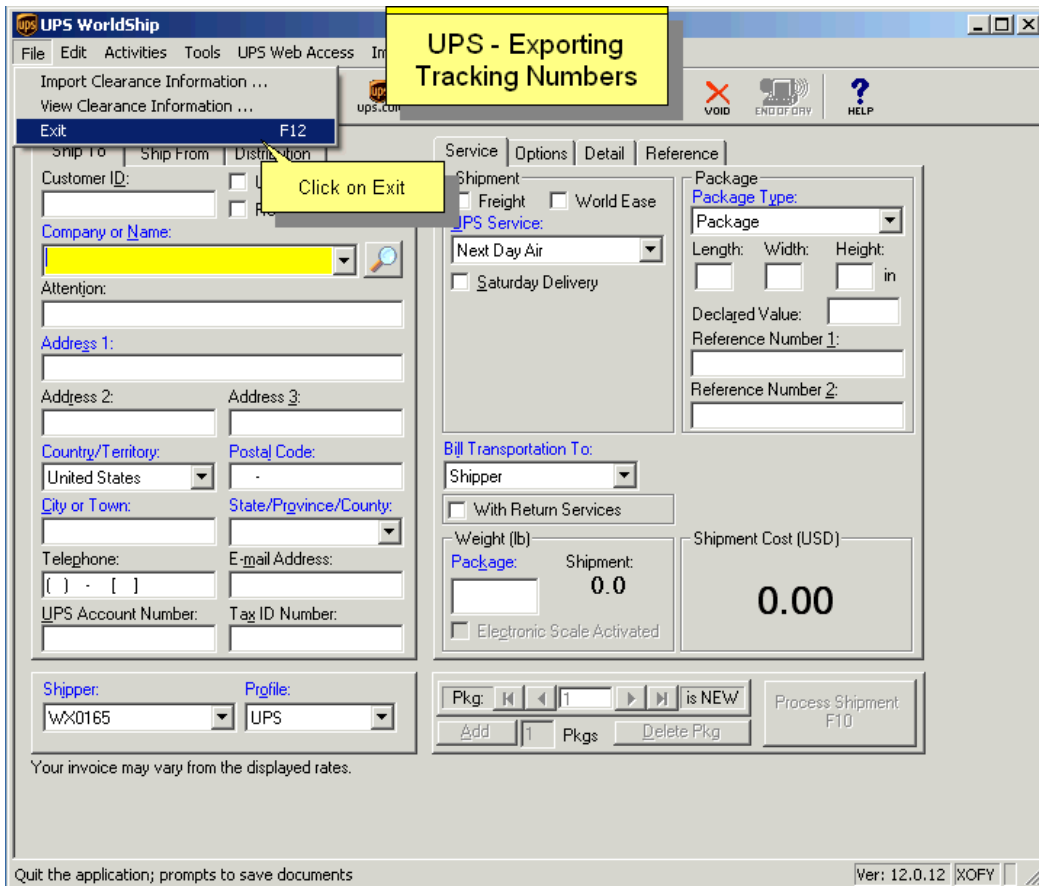 ups UPS WorldShip
UPS - Exporting
Tracking Numbers
File Edit Activities Tools UPS Web Access
Import Clearance Information ...
View Clearance Information ...
Exit F12
ups.com
VOID
END OF DAY
HELP
Click on Exit
Ship To Ship From Distribution
Customer ID:
Company or Name:
Attention:
Address 1:
Address 2: Address 3:
Country/Territory: Postal Code:
United States -
City or Town: State/Province/County:
Telephone: E-mail Address:
( ) - [ ]
UPS Account Number: Tax ID Number:
Shipper: Profile:
WX0165 UPS
Your invoice may vary from the displayed rates.
Service Options Detail Reference
Shipment
Freight World Ease
UPS Service:
Next Day Air
Saturday Delivery
Package
Package Type:
Package
Length: Width: Height:
in
Declared Value:
Reference Number 1:
Reference Number 2:
Bill Transportation To:
Shipper
With Return Services
Weight (lb)
Package: Shipment:
0.0
Electronic Scale Activated
Shipment Cost (USD)
0.00
Pkg: 1 is NEW
Add 1 Pkgs Delete Pkg
Process Shipment
F10
Quit the application; prompts to save documents
Ver: 12.0.12 XOFY